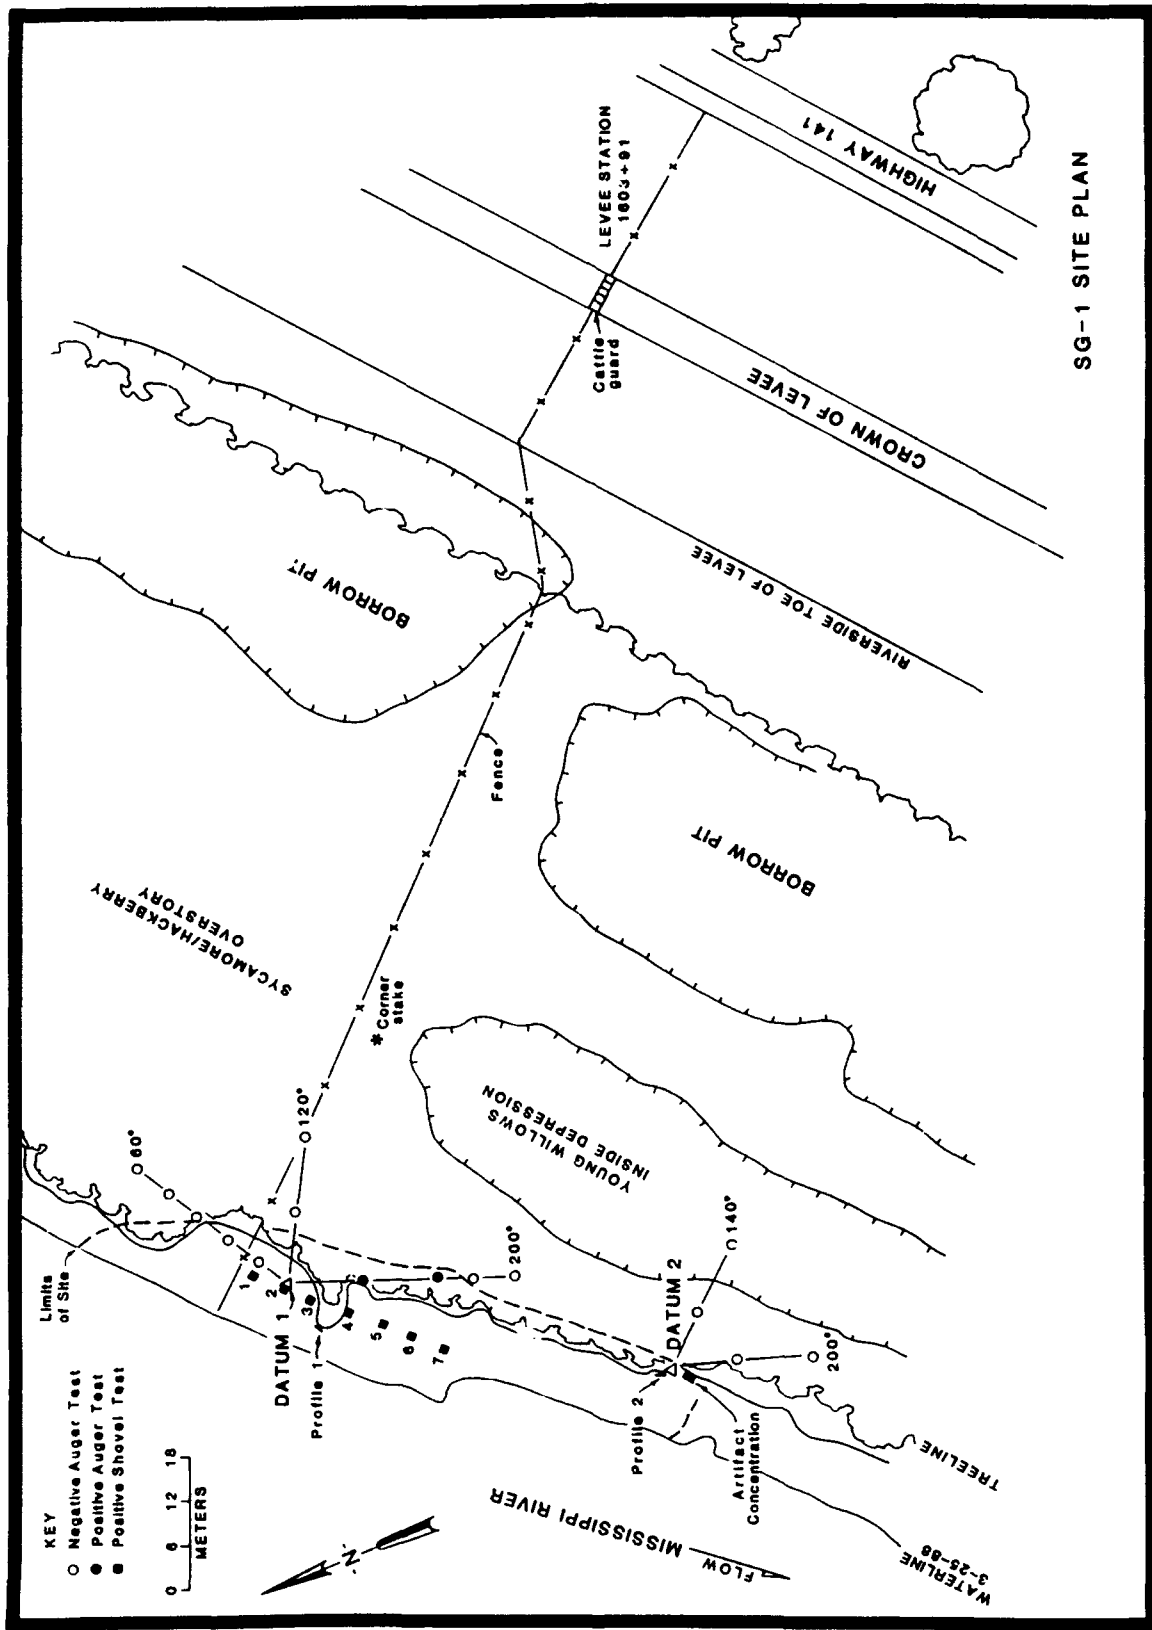 KEY
Negative Auger Test
Positive Auger Test
Positive Shovel Test
0 6 12 18
METERS
N
FLOW
MISSISSIPPI RIVER
WATERLINE
3-25-88
TREELINE
Limits
of Site
DATUM 1
Profile 1
1
2
3
4
5
6
7
60°
120°
200°
Profile 2
DATUM 2
140°
200°
Artifact
Concentration
*Corner
stake
SYCAMORE/HACKBERRY
OVERSTORY
YOUNG WILLOWS
INSIDE DEPRESSION
Fence
BORROW PIT
BORROW PIT
RIVERSIDE TOE OF LEVEE
Cattle
guard
CROWN OF LEVEE
LEVEE STATION
1603+91
HIGHWAY 141
SG-1 SITE PLAN